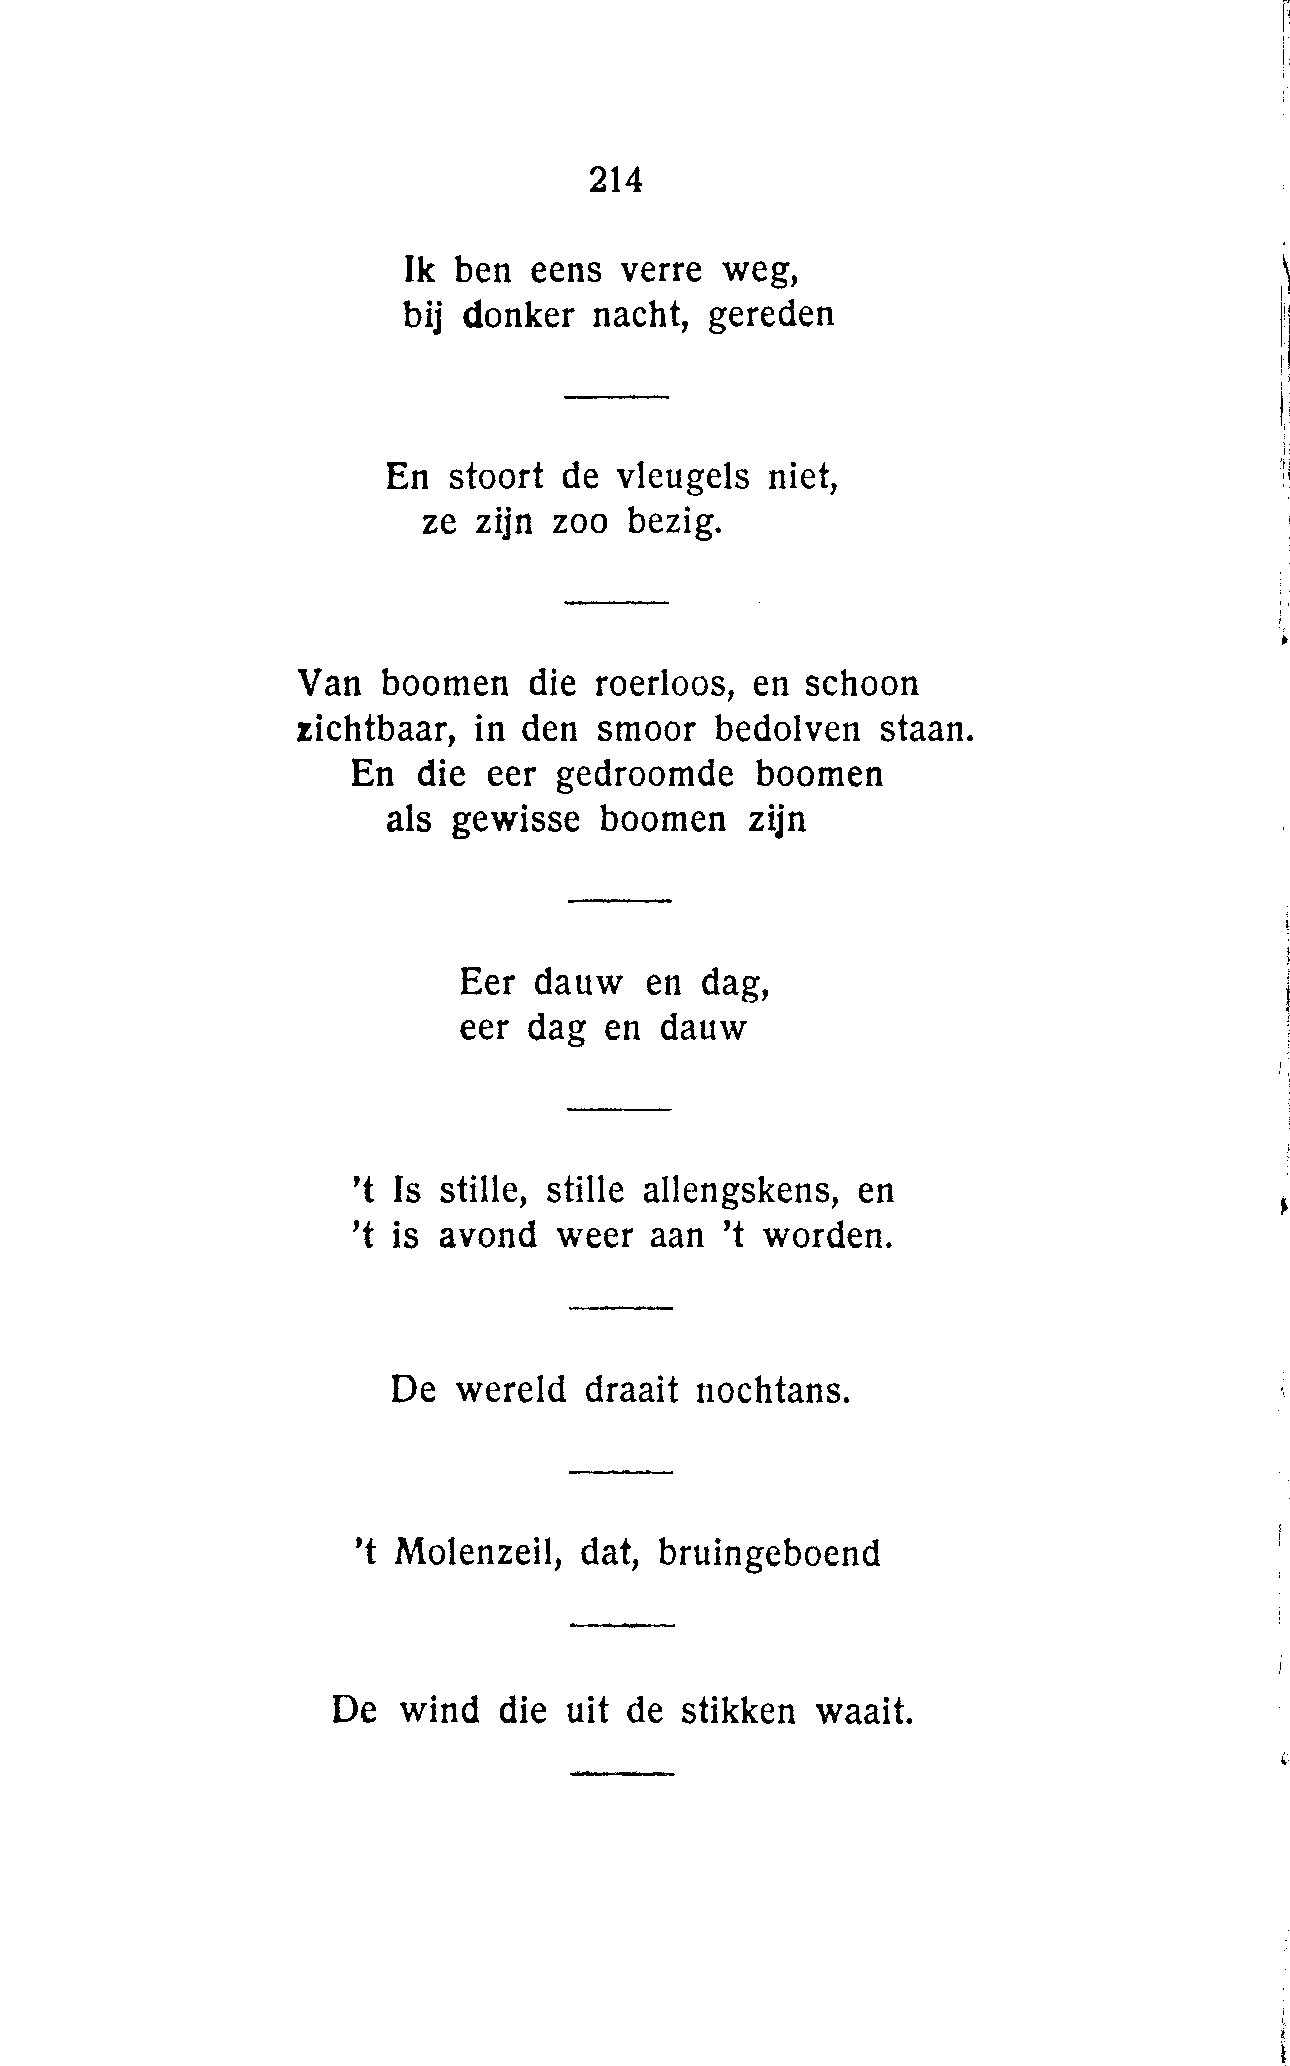 214
Ik ben eens verre weg,
bij donker nacht, gereden
En stoort de vleugels niet,
ze zijn zoo bezig.
Van boomen die roerloos, en schoon
zichtbaar, in den smoor bedolven staan.
En die eer gedroomde boomen
als gewisse boomen zijn
Eer dauw en dag,
eer dag en dauw
't Is stille, stille allengskens, en
't is avond weer aan 't worden.
De wereld draait nochtans.
't Molenzeil, dat, bruingeboend
De wind die uit de stikken waait.